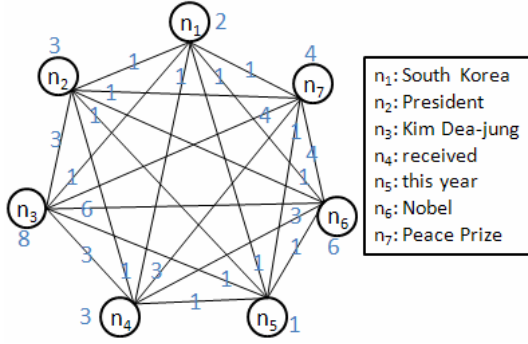 n1 2
3 4
n2 n7
1 1 1 1
1 4
1 1
3 4
1 1
n3 6 3 n6
8 6
3 1 1 1
1 3 1
3 n4 1 n5 1
n1: South Korea
n2: President
n3: Kim Dea-jung
n4: received
n5: this year
n6: Nobel
n7: Peace Prize